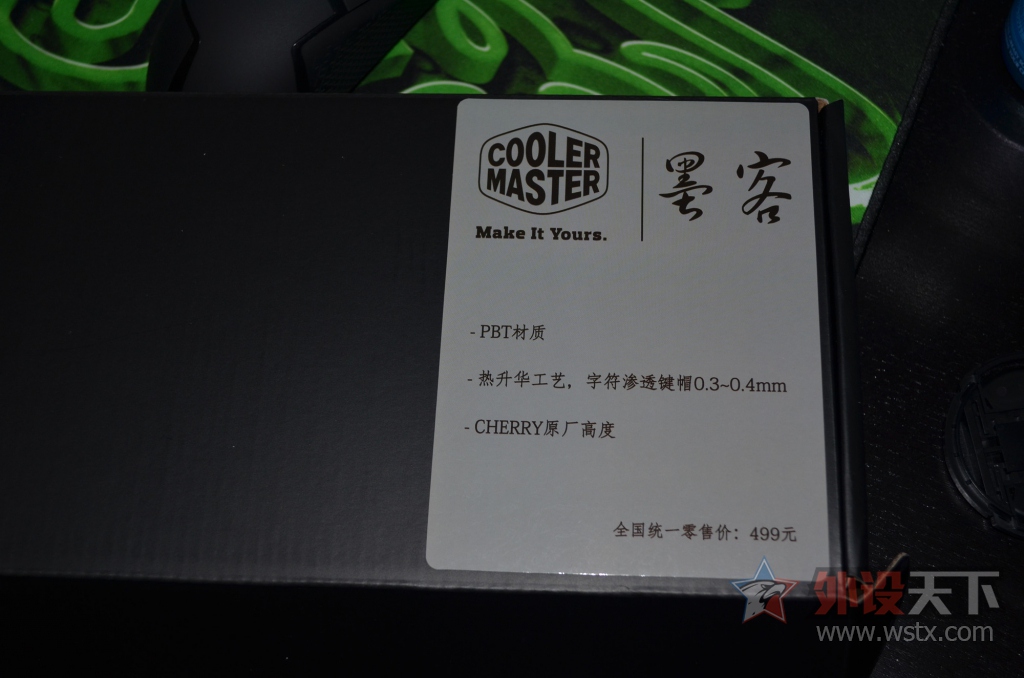 COOLER
MASTER
Make It Yours.
墨客
- PBT材质
- 热升华工艺，字符渗透键帽0.3~0.4mm
- CHERRY原厂高度
全国统一零售价：499元
外设天下
www.wstx.com